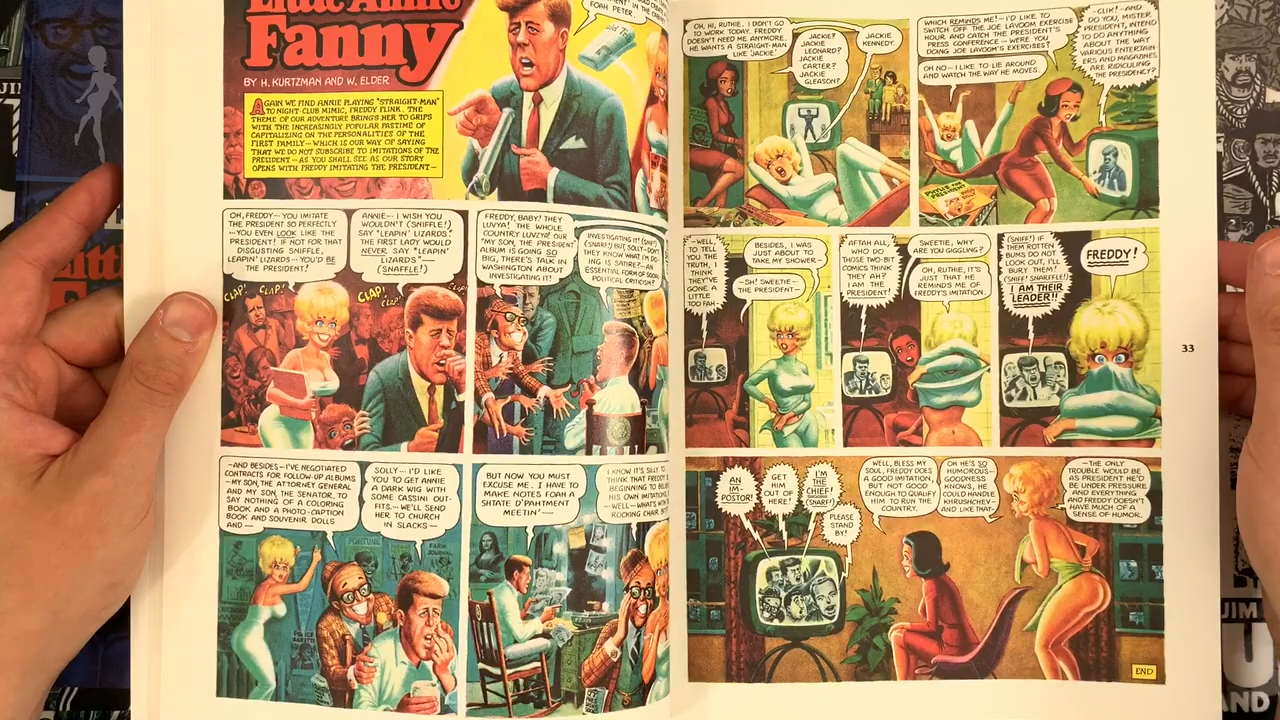 Little Annie
Fanny
BY H. KURTZMAN AND W. ELDER
AGAIN WE FIND ANNIE PLAYING "STRAIGHT-MAN"
TO NIGHT-CLUB MIMIC, FREDDY FLINK. THE
THEME OF OUR ADVENTURE BRINGS HER TO GRIPS
WITH THE INCREASINGLY POPULAR PASTIME OF
CAPITALIZING ON THE PERSONALITIES OF THE
FIRST FAMILY—WHICH IS OUR WAY OF SAYING
THAT WE DO NOT SUBSCRIBE TO IMITATIONS OF THE
PRESIDENT—AS YOU SHALL SEE AS OUR STORY
OPENS WITH FREDDY IMITATING THE PRESIDENT—
FOAH PETER,
OH, FREDDY—YOU IMITATE
THE PRESIDENT SO PERFECTLY
—YOU EVEN LOOK LIKE THE
PRESIDENT! IF NOT FOR THAT
DISGUSTING SNIFFLE,
LEAPIN' LIZARDS—YOU'D BE
THE PRESIDENT!
ANNIE—I WISH YOU
WOULDN'T (SNIFFLE!)
SAY "LEAPIN' LIZARDS."
THE FIRST LADY WOULD
NEVER SAY "LEAPIN'
LIZARDS"—
(SNAFFLE!)
CLAP!
CLAP!
CLAP!
CLAP!
CLAP!
FREDDY, BABY! THEY
LUVYA! THE WHOLE
COUNTRY LUVYA! OUR
"MY SON, THE PRESIDENT"
ALBUM IS GOING SO
BIG, THERE'S TALK IN
WASHINGTON ABOUT
INVESTIGATING IT!
INVESTIGATING IT! (SNIF!)
(SNARF!) BUT SOLLY—DON'T
THEY KNOW WHAT I'M DO-
ING IS SATIRE?—AN
ESSENTIAL FORM OF SOCIO-
POLITICAL CRITICISM?
—AND BESIDES—I'VE NEGOTIATED
CONTRACTS FOR FOLLOW-UP ALBUMS
—MY SON, THE ATTORNEY GENERAL
AND MY SON, THE SENATOR, TO
SAY NOTHING OF THE COLORING
BOOK AND A PHOTO-CAPTION
BOOK AND SOUVENIR DOLLS
AND—
SOLLY—I'D LIKE
YOU TO GET ANNIE
A DARK WIG WITH
SOME CASSINI OUT-
FITS—WE'LL SEND
HER TO CHURCH
IN SLACKS—
FORTUNE
FARM
JOURNAL
POLICE
GAZETTE
BUT NOW YOU MUST
EXCUSE ME. I HAVE TO
MAKE NOTES FOAH A
SHTATE D'PAHTMENT
MEETIN'—
I KNOW IT'S SILLY TO
THINK THAT FREDDY IS
BEGINNING TO BELIEVE
HIS OWN IMITATIONS,
—WELL—WHAT'S WITH THE
ROCKING CHAIR BIT?
OH, HI, RUTHIE. I DIDN'T GO
TO WORK TODAY. FREDDY
DOESN'T NEED ME ANYMORE.
HE WANTS A STRAIGHT-MAN
LIKE 'JACKIE'.
JACKIE?
JACKIE
LEONARD?
JACKIE
CARTER?
JACKIE
GLEASON?
JACKIE
KENNEDY.
WHICH REMINDS ME!—I'D LIKE TO
SWITCH OFF THE JOE LAVOOM EXERCISE
HOUR AND CATCH THE PRESIDENT'S
PRESS CONFERENCE—WERE YOU
DOING JOE LAVOOM'S EXERCISES?
OH NO—I LIKE TO LIE AROUND
AND WATCH THE WAY HE MOVES.
—CLIK!—AND
DO YOU, MISTER
PRESIDENT, INTEND
TO DO ANYTHING
ABOUT THE WAY
VARIOUS ENTERTAIN-
ERS AND MAGAZINES
ARE RIDICULING
THE PRESIDENCY?
—WELL,
TO TELL
YOU THE
TRUTH, I
THINK
THEY'VE
GONE A
LITTLE
TOO FAH—
BESIDES, I WAS
JUST ABOUT TO
TAKE MY SHOWER—
—SH! SWEETIE—
THE PRESIDENT—
AFTAH ALL,
WHO DO
THOSE TWO-BIT
COMICS THINK
THEY AH?
I AM THE
PRESIDENT!
SWEETIE, WHY
ARE YOU GIGGLING?
OH, RUTHIE, IT'S
JUST THAT HE
REMINDS ME OF
FREDDY'S IMITATION.
(SNIFF!) IF
THEM ROTTEN
BUMS DO NOT
LOOK OUT, I'LL
BURY THEM!
(SNIFF! SNARFLE!)
I AM THEIR
LEADER!!
FREDDY!
33
AN
IM-
POSTOR!
GET
HIM
OUT OF
HERE!
I'M
THE
CHIEF!
(SNARF!)
PLEASE
STAND
BY!
WELL, BLESS MY
SOUL, FREDDY DOES
A GOOD IMITATION,
BUT NOT GOOD
ENOUGH TO QUALIFY
HIM TO RUN THE
COUNTRY.
OH HE'S SO
HUMOROUS—
GOODNESS
KNOWS, HE
COULD HANDLE
KHRUSHCHEV—
AND LIKE THAT—
—THE ONLY
TROUBLE WOULD BE
AS PRESIDENT HE'D
BE UNDER PRESSURE
AND EVERYTHING
AND FREDDY DOESN'T
HAVE MUCH OF A
SENSE OF HUMOR.
END
JIM
AND